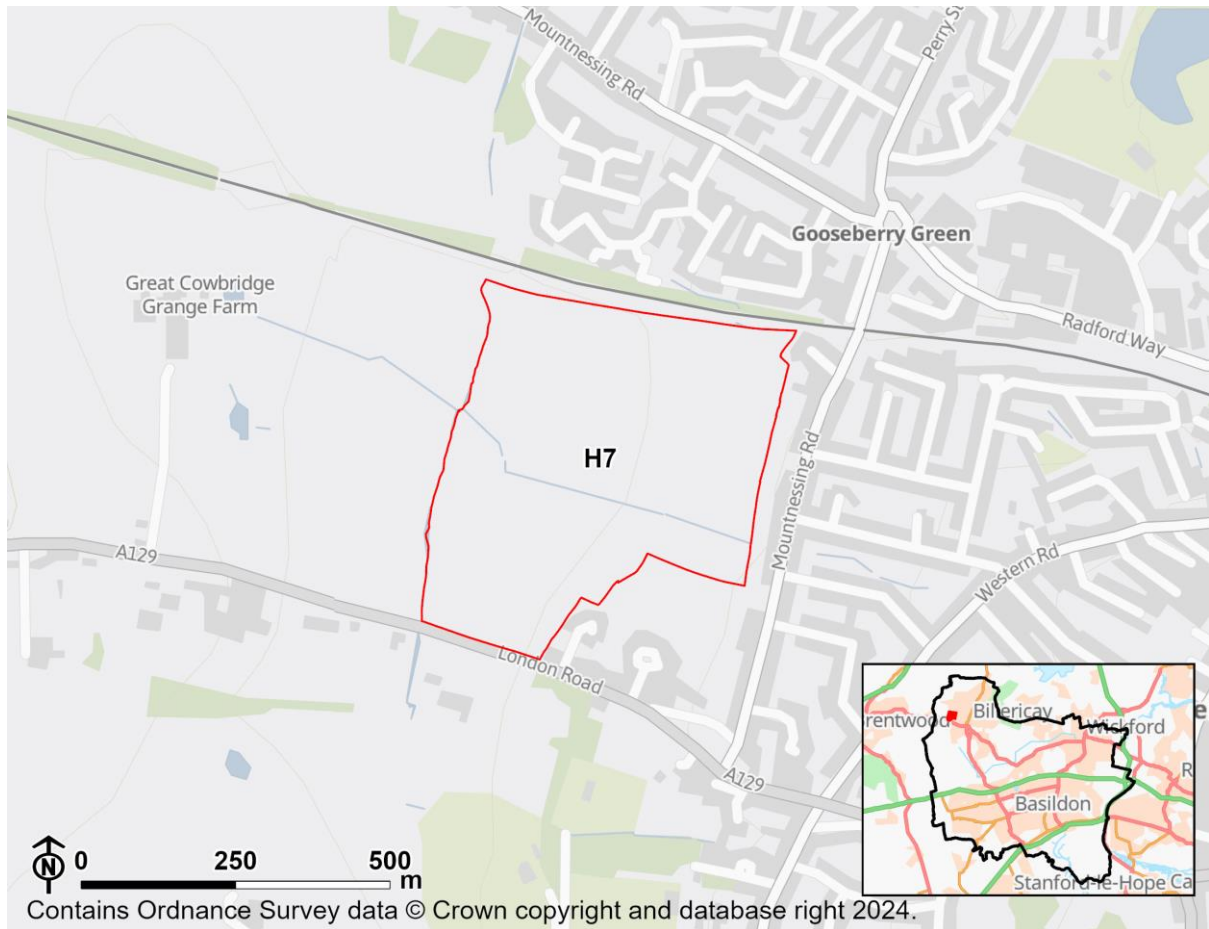 Mountnessing Rd
Perry St
Gooseberry Green
Great Cowbridge
Grange Farm
Radford Way
H7
Mountnessing Rd
Western Rd
A129
London Road
A129
Billericay
Brentwood
Wickford
Basildon
Stanford-le-Hope
Ca
R
e
N
0
250
500
m
Contains Ordnance Survey data © Crown copyright and database right 2024.